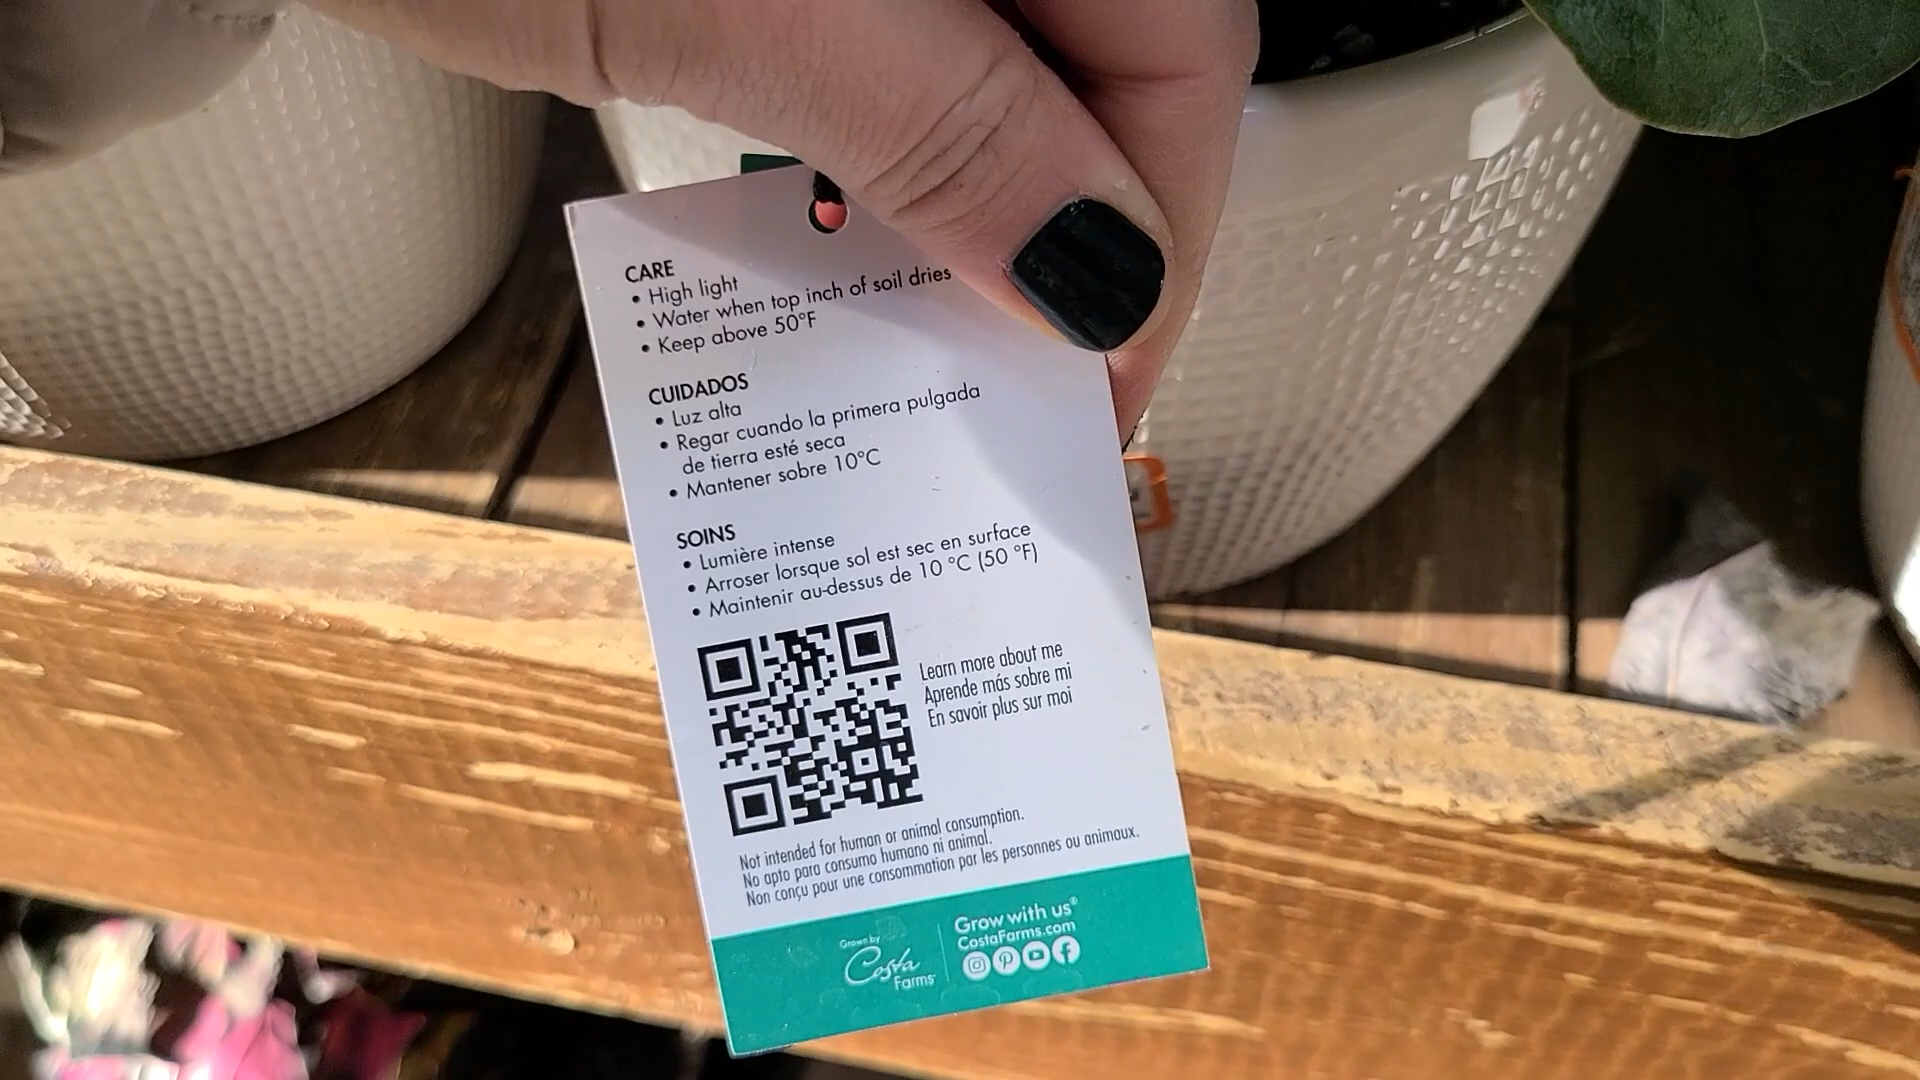 CARE
• High light
• Water when top inch of soil dries
• Keep above 50°F
CUIDADOS
• Luz alta
• Regar cuando la primera pulgada
de tierra esté seca
• Mantener sobre 10°C
SOINS
• Lumière intense
• Arroser lorsque sol est sec en surface
• Maintenir au-dessus de 10 °C (50 °F)
Learn more about me
Aprende más sobre mi
En savoir plus sur moi
Not intended for human or animal consumption.
No apto para consumo humano ni animal.
Non conçu pour une consommation par les personnes ou animaux.
Grown by
Costa
Farms
Grow with us®
CostaFarms.com